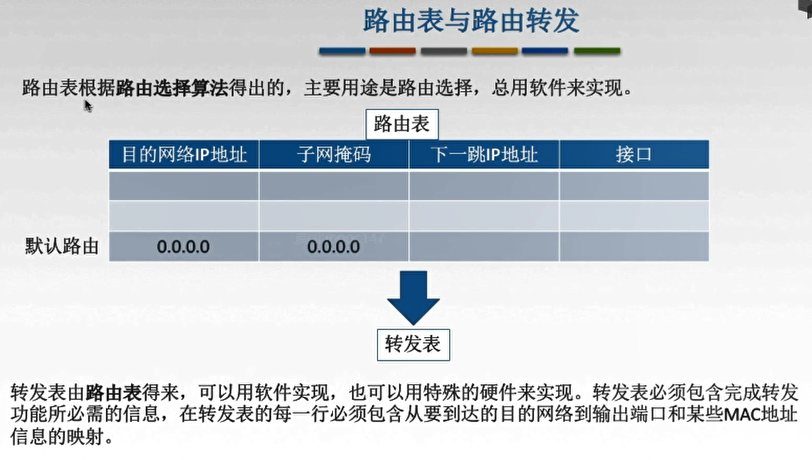 路由表与路由转发
路由表根据路由选择算法得出的，主要用途是路由选择，总用软件来实现。
路由表
目的网络IP地址 子网掩码 下一跳IP地址 接口
默认路由 0.0.0.0 0.0.0.0
转发表
转发表由路由表得来，可以用软件实现，也可以用特殊的硬件来实现。转发表必须包含完成转发
功能所必需的信息，在转发表的每一行必须包含从要到达的目的网络到输出端口和某些MAC地址
信息的映射。